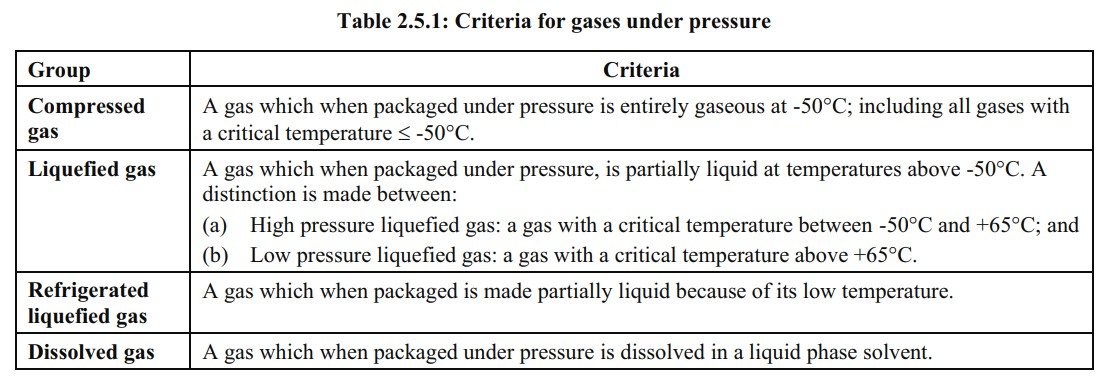 Table 2.5.1: Criteria for gases under pressure
Group
Criteria
Compressed
gas
A gas which when packaged under pressure is entirely gaseous at -50°C; including all gases with
a critical temperature ≤ -50°C.
Liquefied gas
A gas which when packaged under pressure, is partially liquid at temperatures above -50°C. A
distinction is made between:
(a) High pressure liquefied gas: a gas with a critical temperature between -50°C and +65°C; and
(b) Low pressure liquefied gas: a gas with a critical temperature above +65°C.
Refrigerated
liquefied gas
A gas which when packaged is made partially liquid because of its low temperature.
Dissolved gas
A gas which when packaged under pressure is dissolved in a liquid phase solvent.